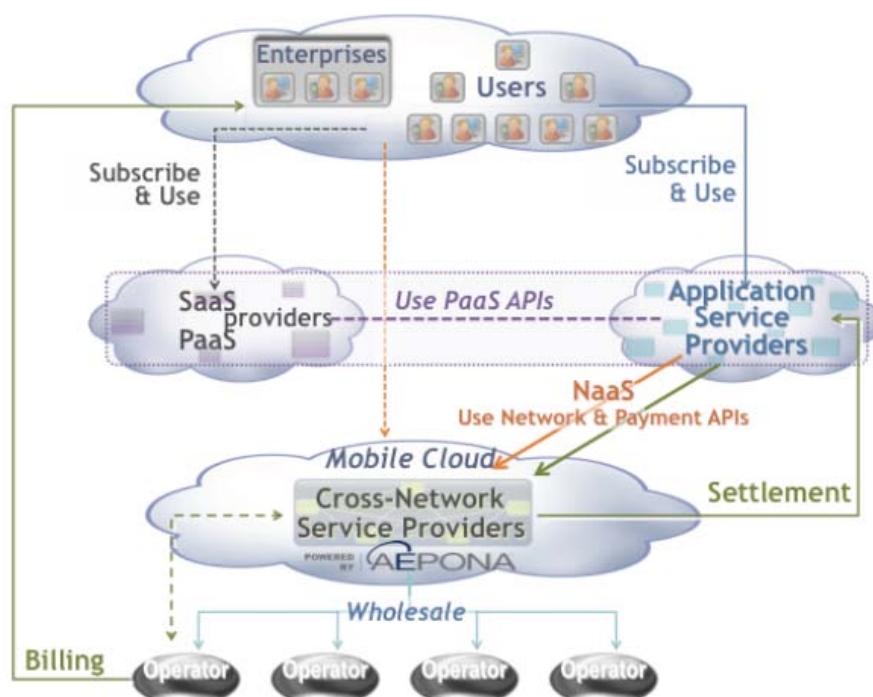 Enterprises
Users
Subscribe
& Use
Subscribe
& Use
SaaS
providers
PaaS
Use PaaS APIs
Application
Service
Providers
NaaS
Use Network & Payment APIs
Mobile Cloud
Cross-Network
Service Providers
POWERED
BY
AEPONA
Settlement
Wholesale
Billing
Operator
Operator
Operator
Operator